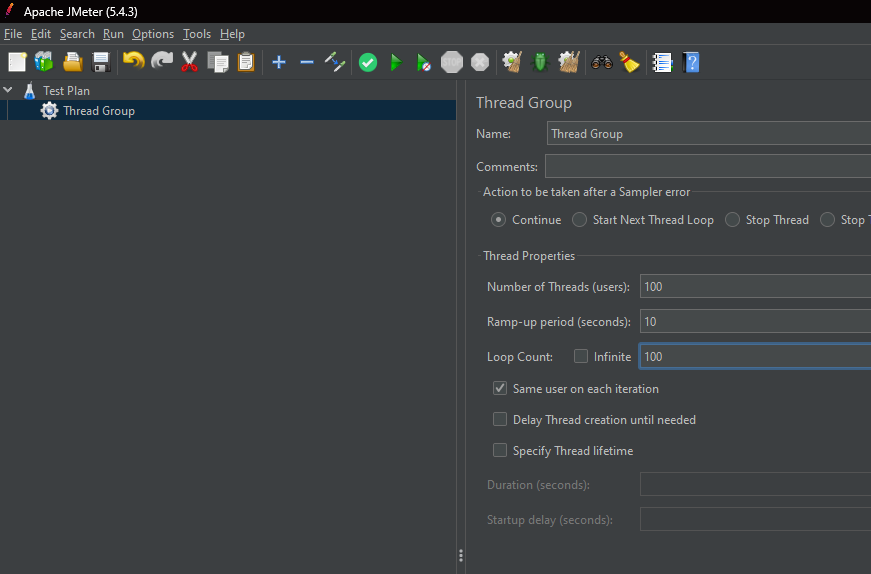 Apache JMeter (5.4.3)
File Edit Search Run Options Tools Help
STOP
Test Plan
Thread Group
Thread Group
Name: Thread Group
Comments:
Action to be taken after a Sampler error
Continue Start Next Thread Loop Stop Thread Stop T
Thread Properties
Number of Threads (users): 100
Ramp-up period (seconds): 10
Loop Count: Infinite 100
Same user on each iteration
Delay Thread creation until needed
Specify Thread lifetime
Duration (seconds):
Startup delay (seconds):